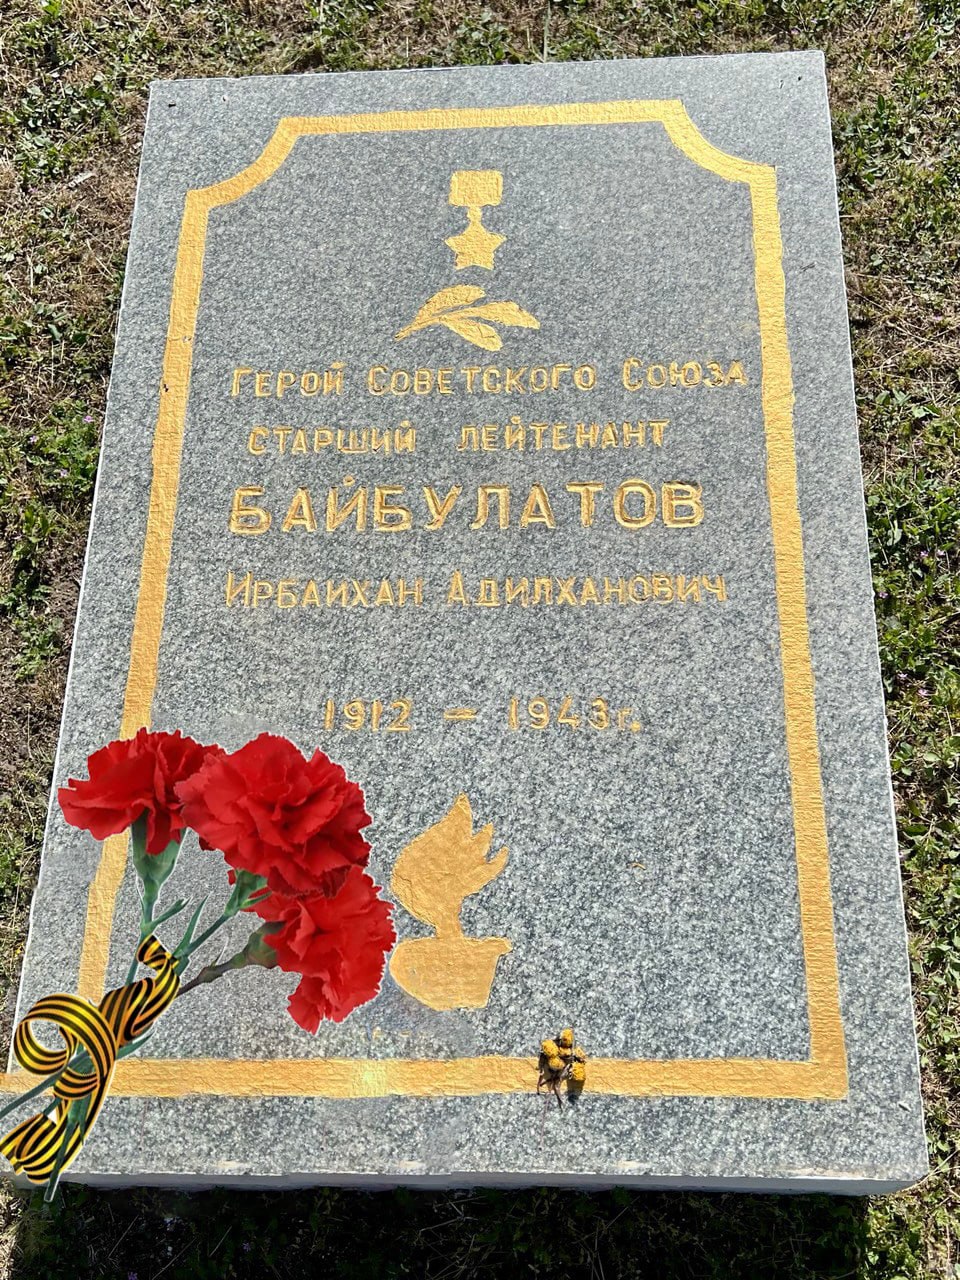 Герой Советского Союза
старший лейтенант
БАЙБУЛАТОВ
Ирбаихан Адилханович
1912 — 1943г.